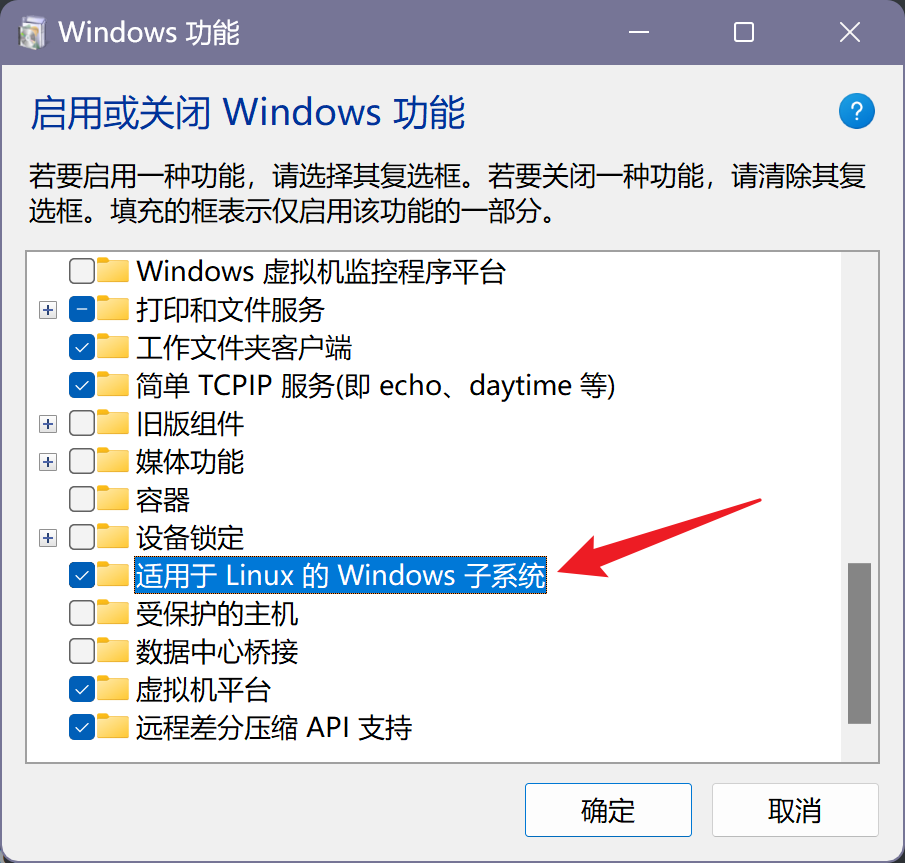 Windows 功能
启用或关闭 Windows 功能
?
若要启用一种功能，请选择其复选框。若要关闭一种功能，请清除其复
选框。填充的框表示仅启用该功能的一部分。
Windows 虚拟机监控程序平台
打印和文件服务
工作文件夹客户端
简单 TCPIP 服务(即 echo、daytime 等)
旧版组件
媒体功能
容器
设备锁定
适用于 Linux 的 Windows 子系统
受保护的主机
数据中心桥接
虚拟机平台
远程差分压缩 API 支持
确定
取消